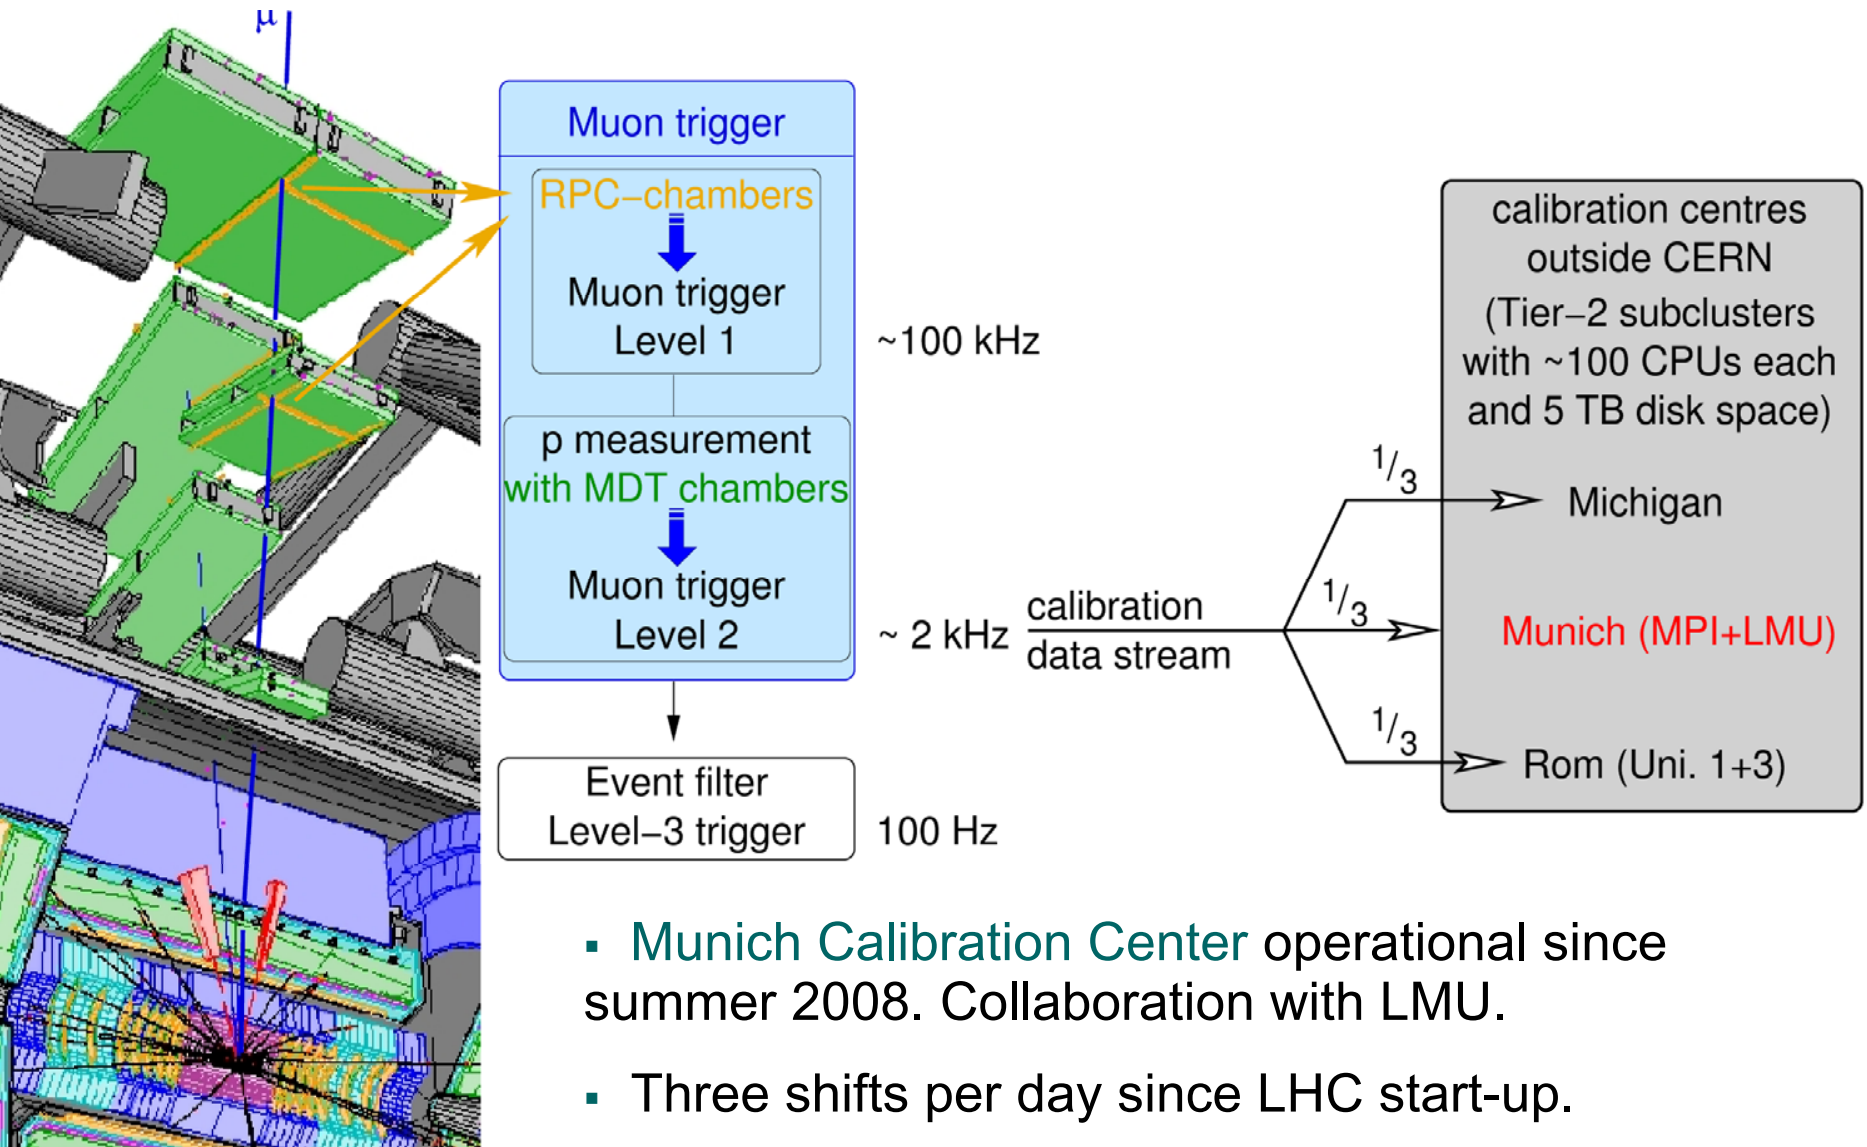 μ
Muon trigger
RPC−chambers
Muon trigger
Level 1
~100 kHz
p measurement
with MDT chambers
Muon trigger
Level 2
~ 2 kHz
calibration
data stream
Event filter
Level−3 trigger
100 Hz
calibration centres
outside CERN
(Tier−2 subclusters
with ~100 CPUs each
and 5 TB disk space)
1/3
Michigan
1/3
Munich (MPI+LMU)
1/3
Rom (Uni. 1+3)
▪ Munich Calibration Center operational since
summer 2008. Collaboration with LMU.
▪ Three shifts per day since LHC start-up.